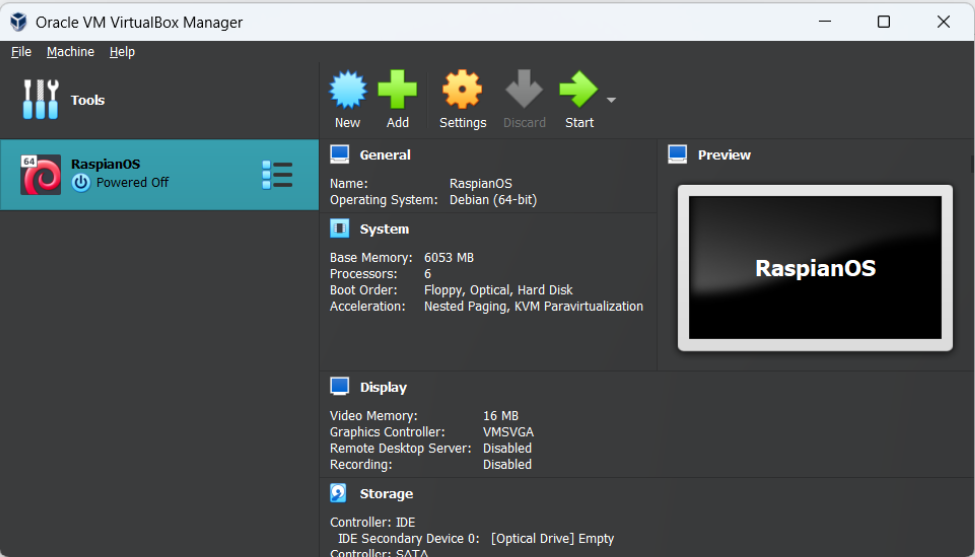 Oracle VM VirtualBox Manager
File Machine Help
Tools
New Add Settings Discard Start
64
RaspianOS
Powered Off
General
Name: RaspianOS
Operating System: Debian (64-bit)
System
Base Memory: 6053 MB
Processors: 6
Boot Order: Floppy, Optical, Hard Disk
Acceleration: Nested Paging, KVM Paravirtualization
Preview
RaspianOS
Display
Video Memory: 16 MB
Graphics Controller: VMSVGA
Remote Desktop Server: Disabled
Recording: Disabled
Storage
Controller: IDE
IDE Secondary Device 0: [Optical Drive] Empty
Controller: SATA